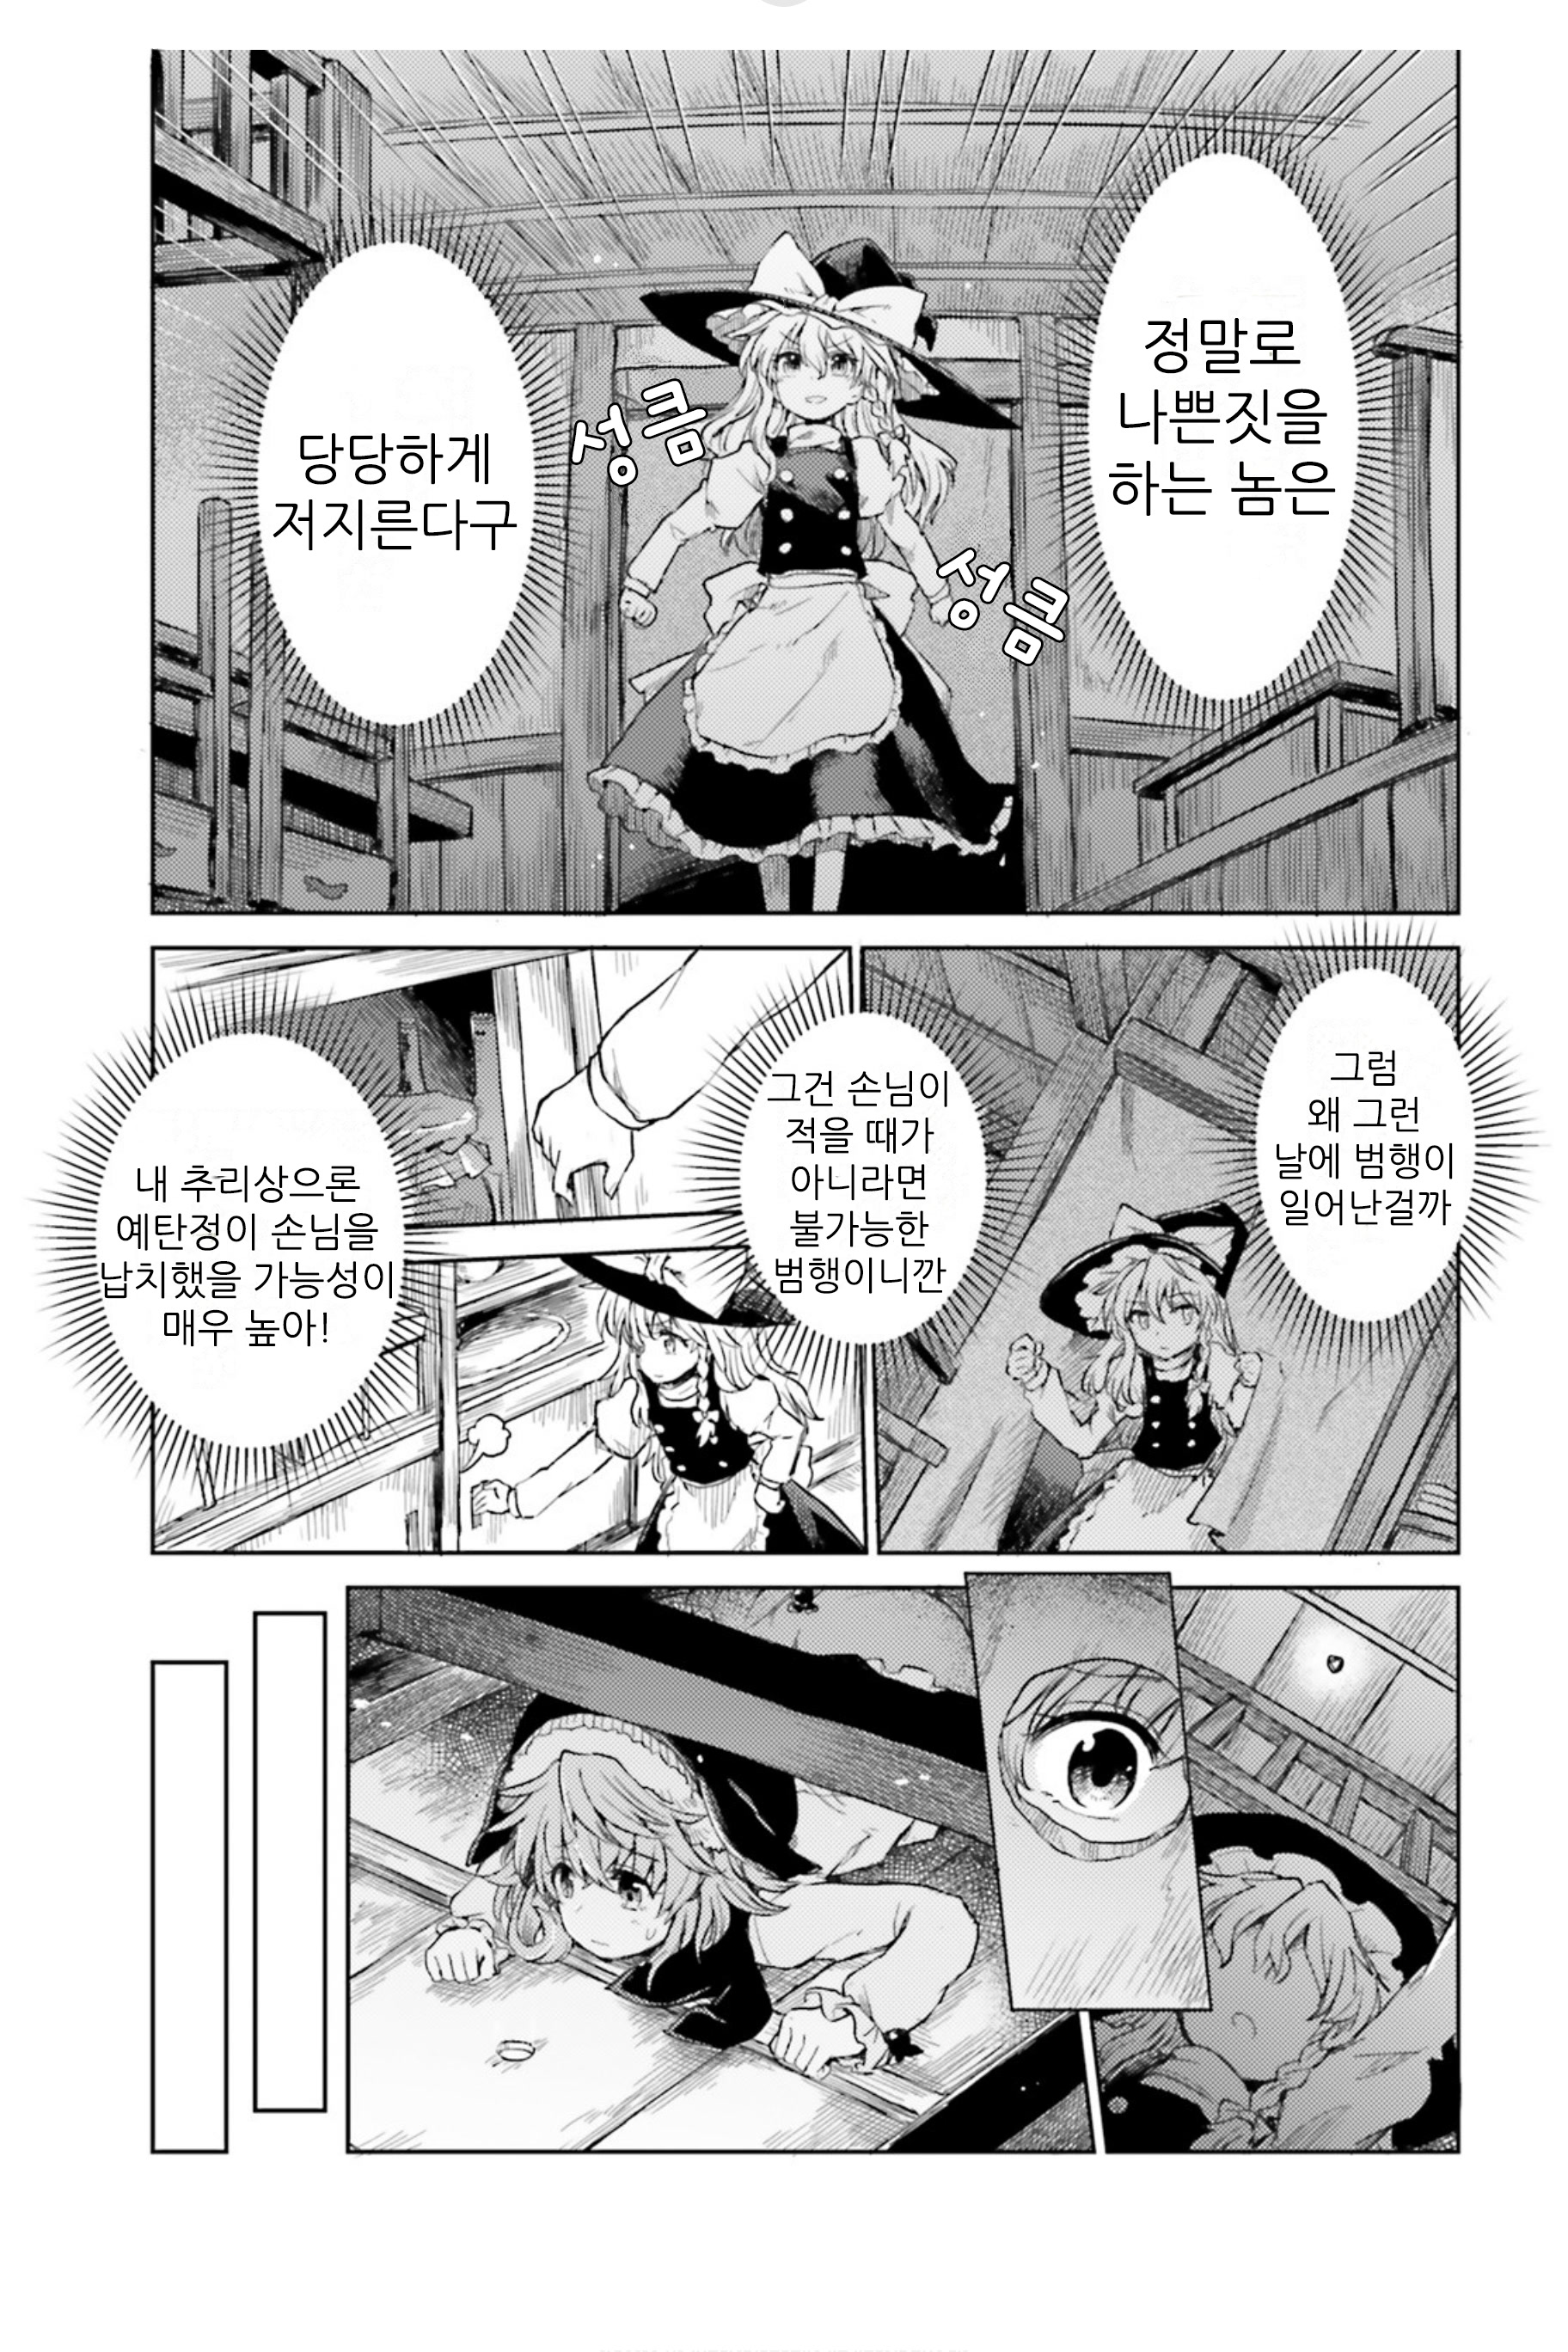 정말로
나쁜짓을
하는 놈은
성큼
성큼
당당하게
저지른다구
그럼
왜 그런
날에 범행이
일어난걸까
그건 손님이
적을 때가
아니라면
불가능한
범행이니깐
내 추리상으론
예탄정이 손님을
납치했을 가능성이
매우 높아!